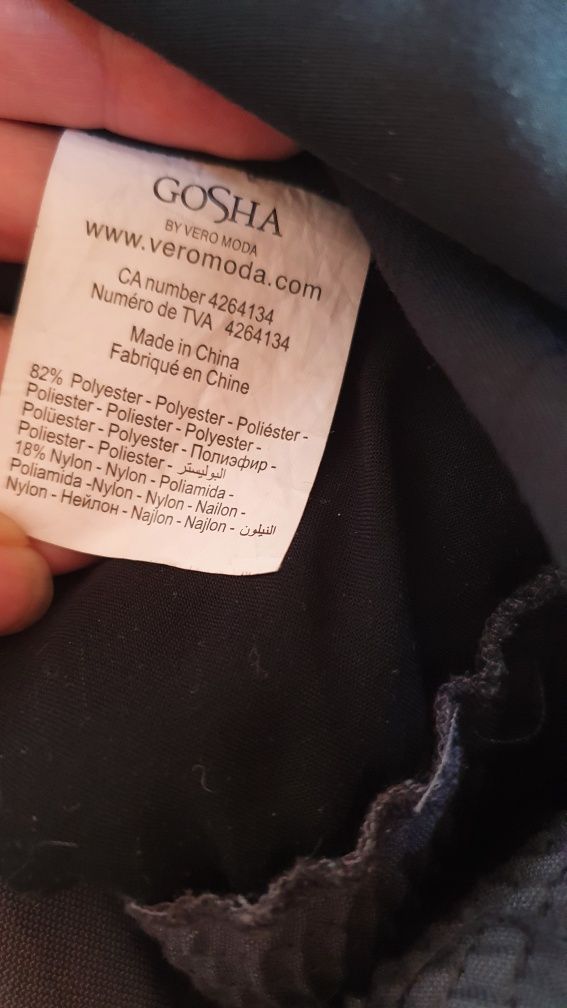 GOSHA
BY VERO MODA
www.veromoda.com
CA number 4264134
Numéro de TVA 4264134
Made in China
Fabriqué en Chine
82% Polyester - Polyester - Poliéster -
Poliester - Poliester - Polyester -
Polüester - Polyester - Полиэфир -
Poliester - Poliester - البوليستر
18% Nylon - Nylon - Poliamida -
Poliamida -Nylon - Nylon - Nailon -
Nylon - Нейлон - Najlon - Najlon - النيلون